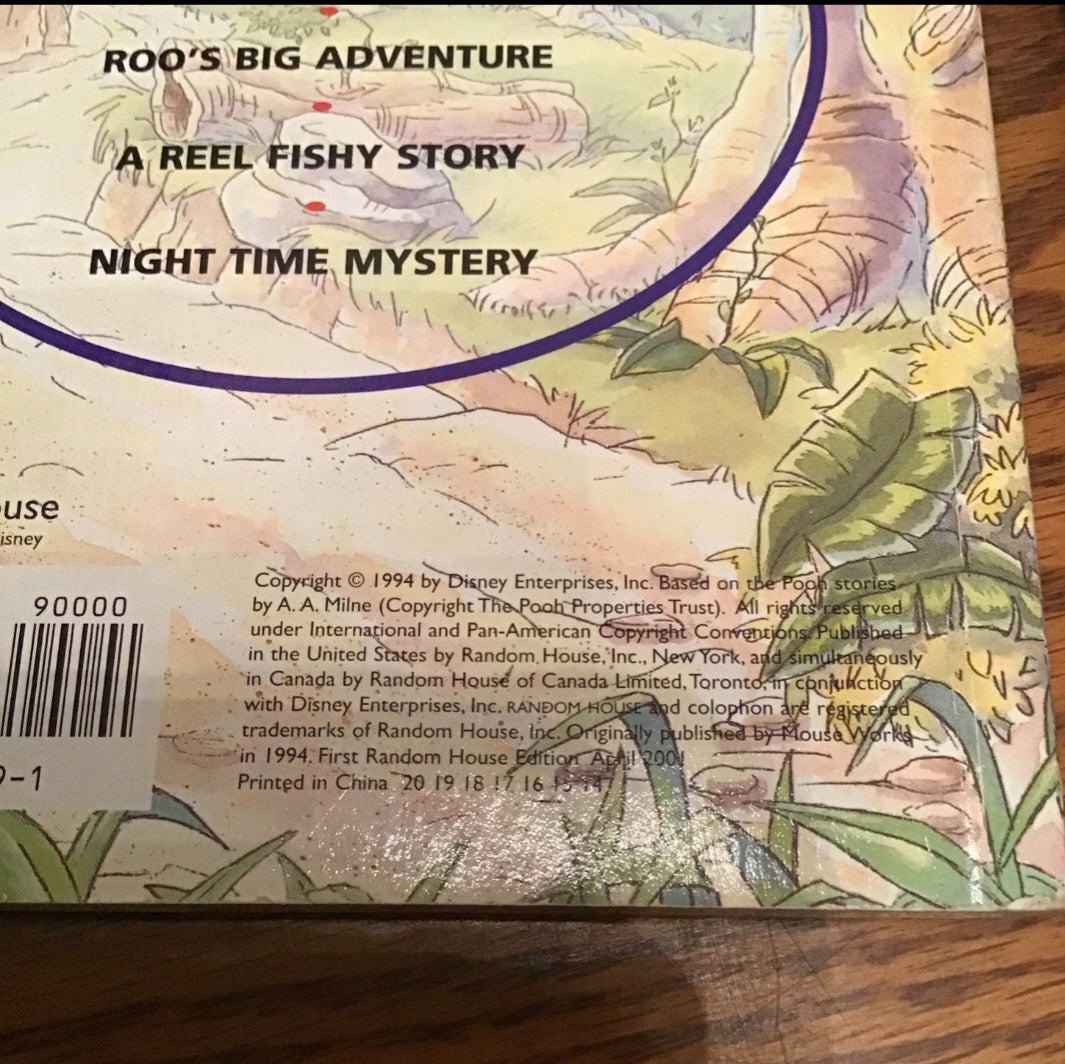 ROO'S BIG ADVENTURE
A REEL FISHY STORY
NIGHT TIME MYSTERY
use
isney
90000
Copyright © 1994 by Disney Enterprises, Inc. Based on the Pooh stories
by A. A. Milne (Copyright The Pooh Properties Trust). All rights reserved
under International and Pan-American Copyright Conventions. Published
in the United States by Random House, Inc., New York, and simultaneously
in Canada by Random House of Canada Limited, Toronto, in conjunction
with Disney Enterprises, Inc. RANDOM HOUSE and colophon are registered
trademarks of Random House, Inc. Originally published by Mouse Works
in 1994. First Random House Edition April 2001
Printed in China 20 19 18 17 16 15 14
9-1